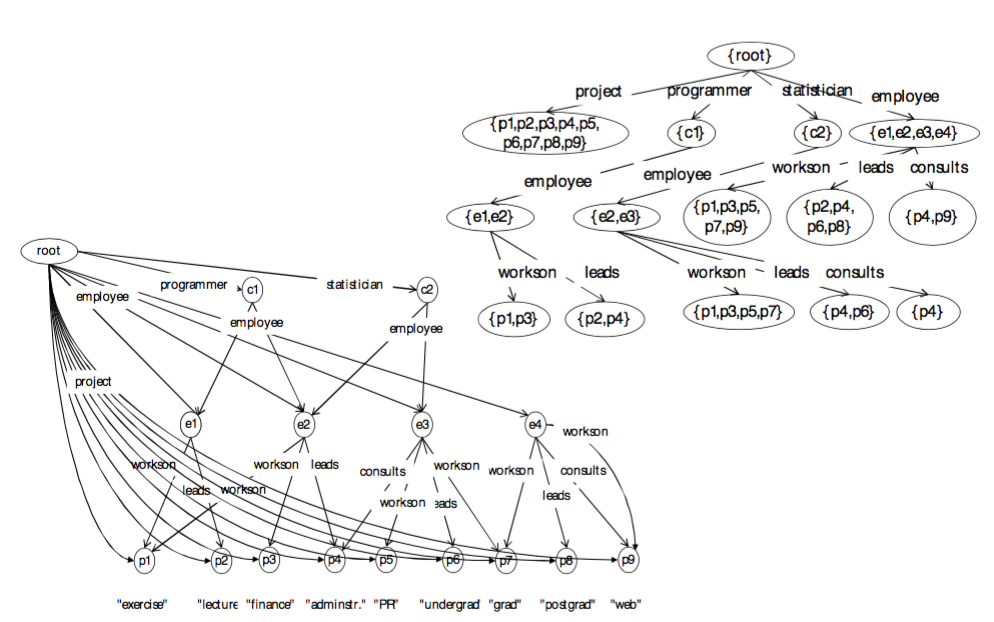 {root}
project
programmer
statistician
employee
{p1,p2,p3,p4,p5,
p6,p7,p8,p9}
{c1}
{c2}
{e1,e2,e3,e4}
employee
employee
workson
leads
consults
{e1,e2}
{e2,e3}
{p1,p3,p5,
p7,p9}
{p2,p4,
p6,p8}
{p4,p9}
workson
leads
workson
leads
consults
{p1,p3}
{p2,p4}
{p1,p3,p5,p7}
{p4,p6}
{p4}
root
programmer
statistician
c1
c2
employee
employee
employee
project
e1
e2
e3
e4
workson
workson
leads
workson
leads
workson
consults
workson
workson
eads
workson
leads
consults
p1
p2
p3
p4
p5
p6
p7
p8
p9
"exercise"
"lecture
"finance"
"adminstr."
"PR"
"undergrad'
"grad"
"postgrad"
"web"